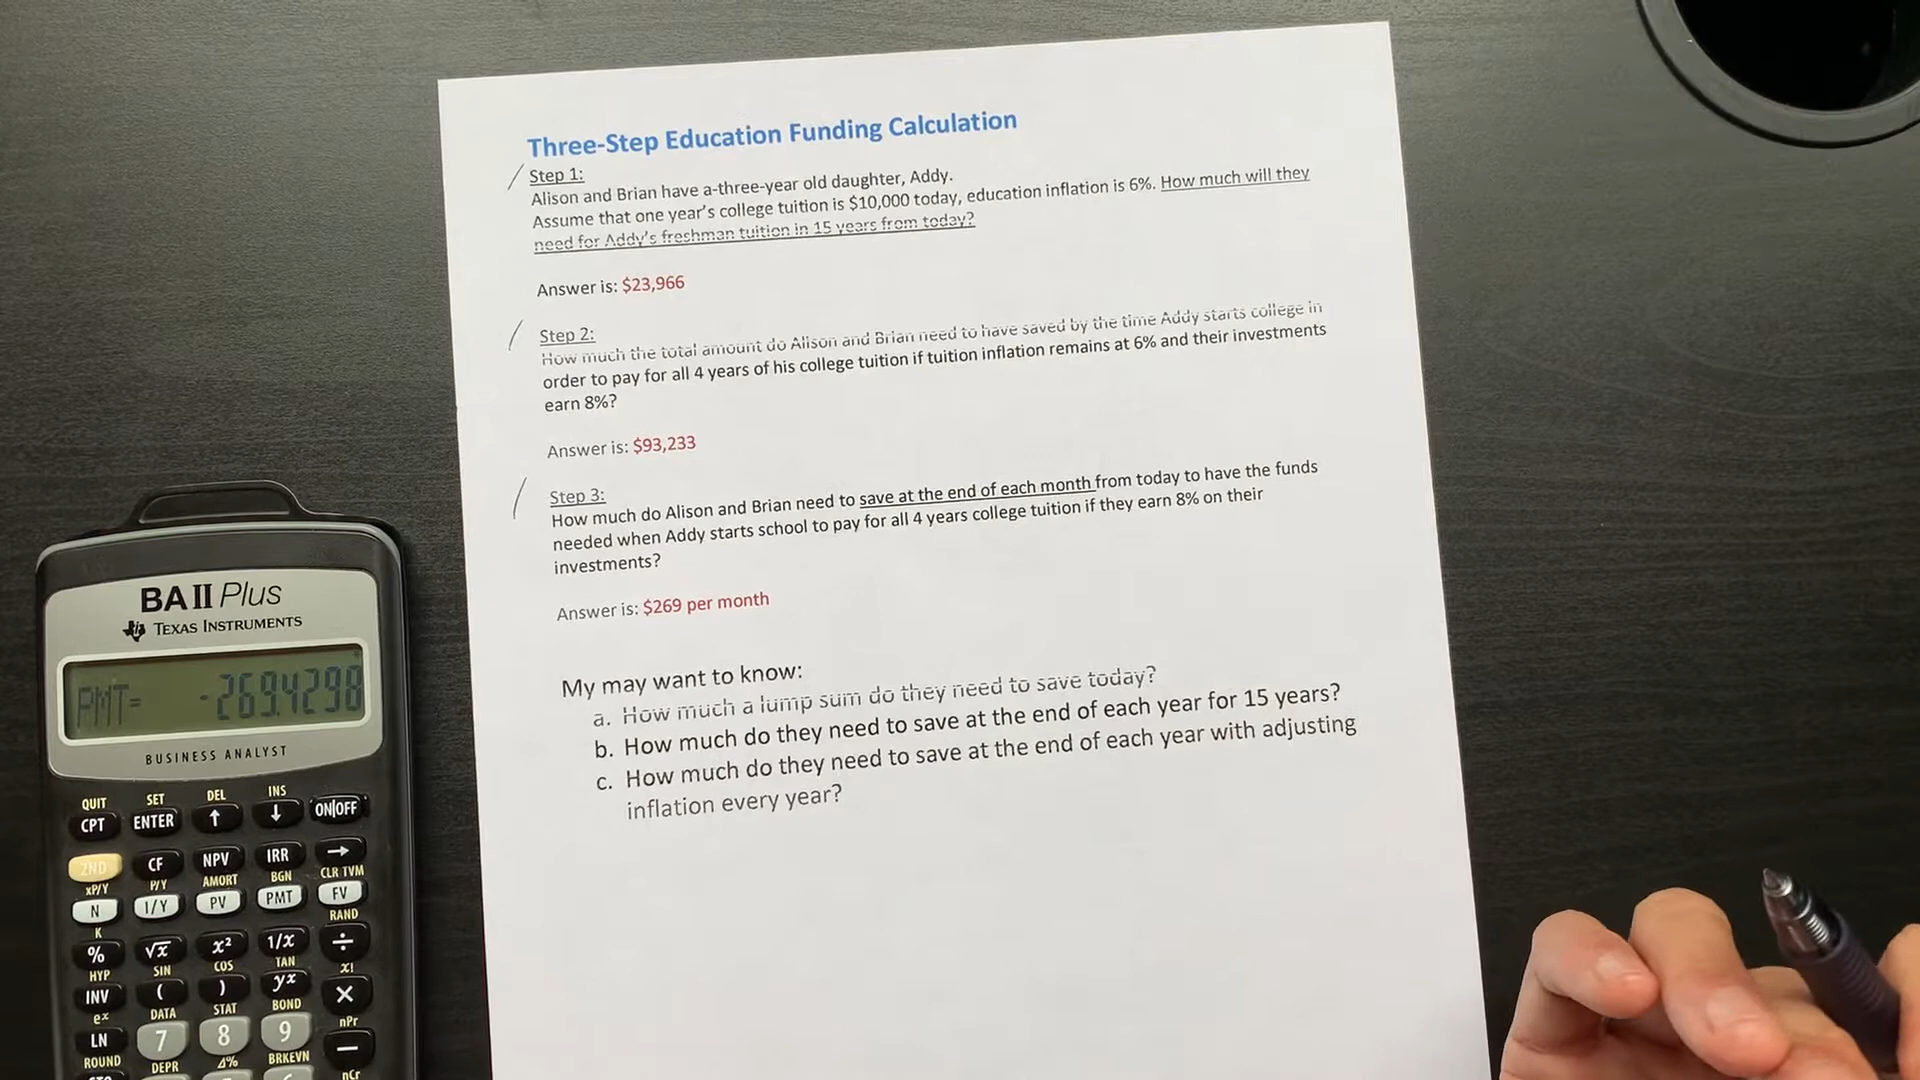 Three-Step Education Funding Calculation
Step 1:
Alison and Brian have a-three-year old daughter, Addy.
Assume that one year's college tuition is $10,000 today, education inflation is 6%. How much will they
need for Addy's freshman tuition in 15 years from today?
Answer is: $23,966
Step 2:
How much the total amount do Alison and Brian need to have saved by the time Addy starts college in
order to pay for all 4 years of his college tuition if tuition inflation remains at 6% and their investments
earn 8%?
Answer is: $93,233
Step 3:
How much do Alison and Brian need to save at the end of each month from today to have the funds
needed when Addy starts school to pay for all 4 years college tuition if they earn 8% on their
investments?
Answer is: $269 per month
My may want to know:
a. How much a lump sum do they need to save today?
b. How much do they need to save at the end of each year for 15 years?
c. How much do they need to save at the end of each year with adjusting
inflation every year?
BA II Plus
TEXAS INSTRUMENTS
PMT= -269.4298
BUSINESS ANALYST
QUIT SET DEL INS
CPT ENTER ↑ ↓ ON|OFF
2ND CF NPV IRR →
xP/Y P/Y AMORT BGN CLR TVM
N I/Y PV PMT FV
K RAND
% √x x² 1/x ÷
HYP SIN COS TAN x!
INV ( ) yˣ ×
eˣ DATA STAT BOND nPr
LN 7 8 9 —
ROUND DEPR Δ% BRKEVN nCr